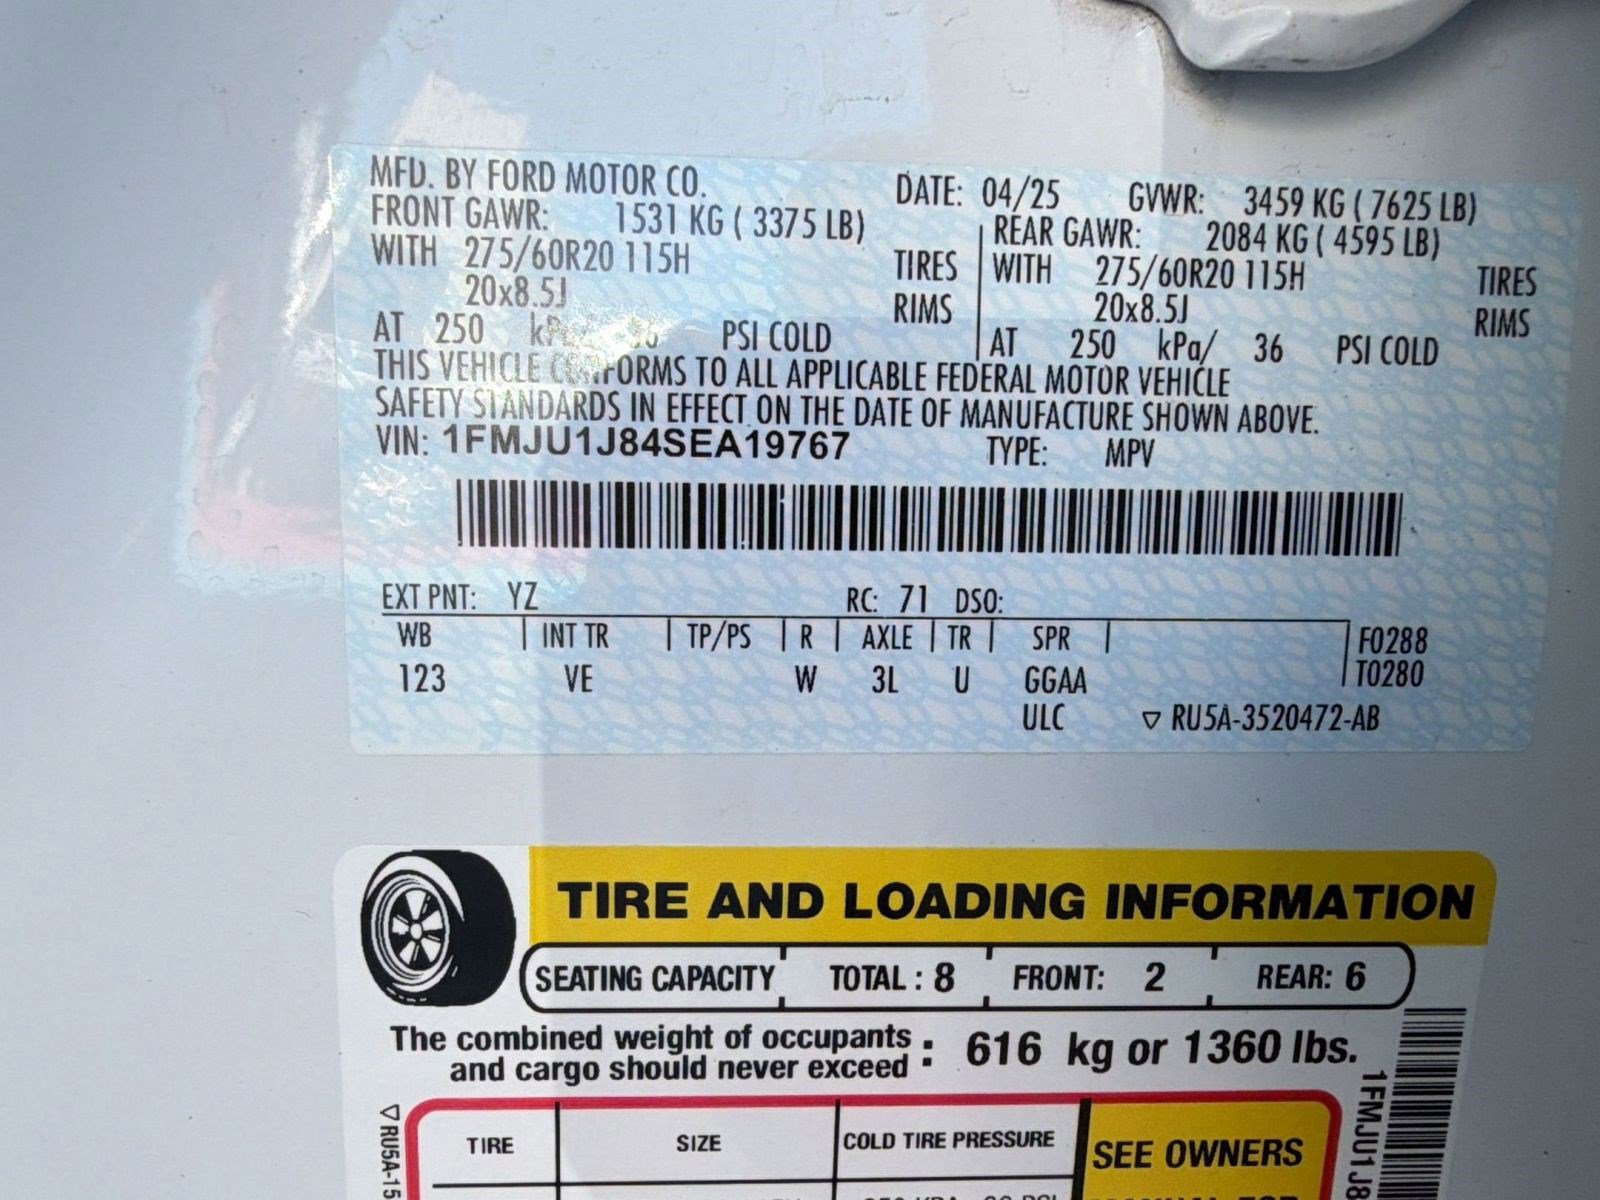 MFD. BY FORD MOTOR CO. DATE: 04/25 GVWR: 3459 KG ( 7625 LB)
FRONT GAWR: 1531 KG ( 3375 LB) REAR GAWR: 2084 KG ( 4595 LB)
WITH 275/60R20 115H TIRES WITH 275/60R20 115H TIRES
20x8.5J RIMS 20x8.5J RIMS
AT 250 kPa/ 36 PSI COLD AT 250 kPa/ 36 PSI COLD
THIS VEHICLE CONFORMS TO ALL APPLICABLE FEDERAL MOTOR VEHICLE
SAFETY STANDARDS IN EFFECT ON THE DATE OF MANUFACTURE SHOWN ABOVE.
VIN: 1FMJU1J84SEA19767 TYPE: MPV
EXT PNT: YZ RC: 71 DSO:
WB INT TR TP/PS R AXLE TR SPR F0288
123 VE W 3L U GGAA T0280
ULC ▽ RU5A-3520472-AB
TIRE AND LOADING INFORMATION
SEATING CAPACITY TOTAL : 8 FRONT: 2 REAR: 6
The combined weight of occupants
and cargo should never exceed : 616 kg or 1360 lbs.
TIRE SIZE COLD TIRE PRESSURE SEE OWNERS
▽ RU5A-15
1FMJU1J8